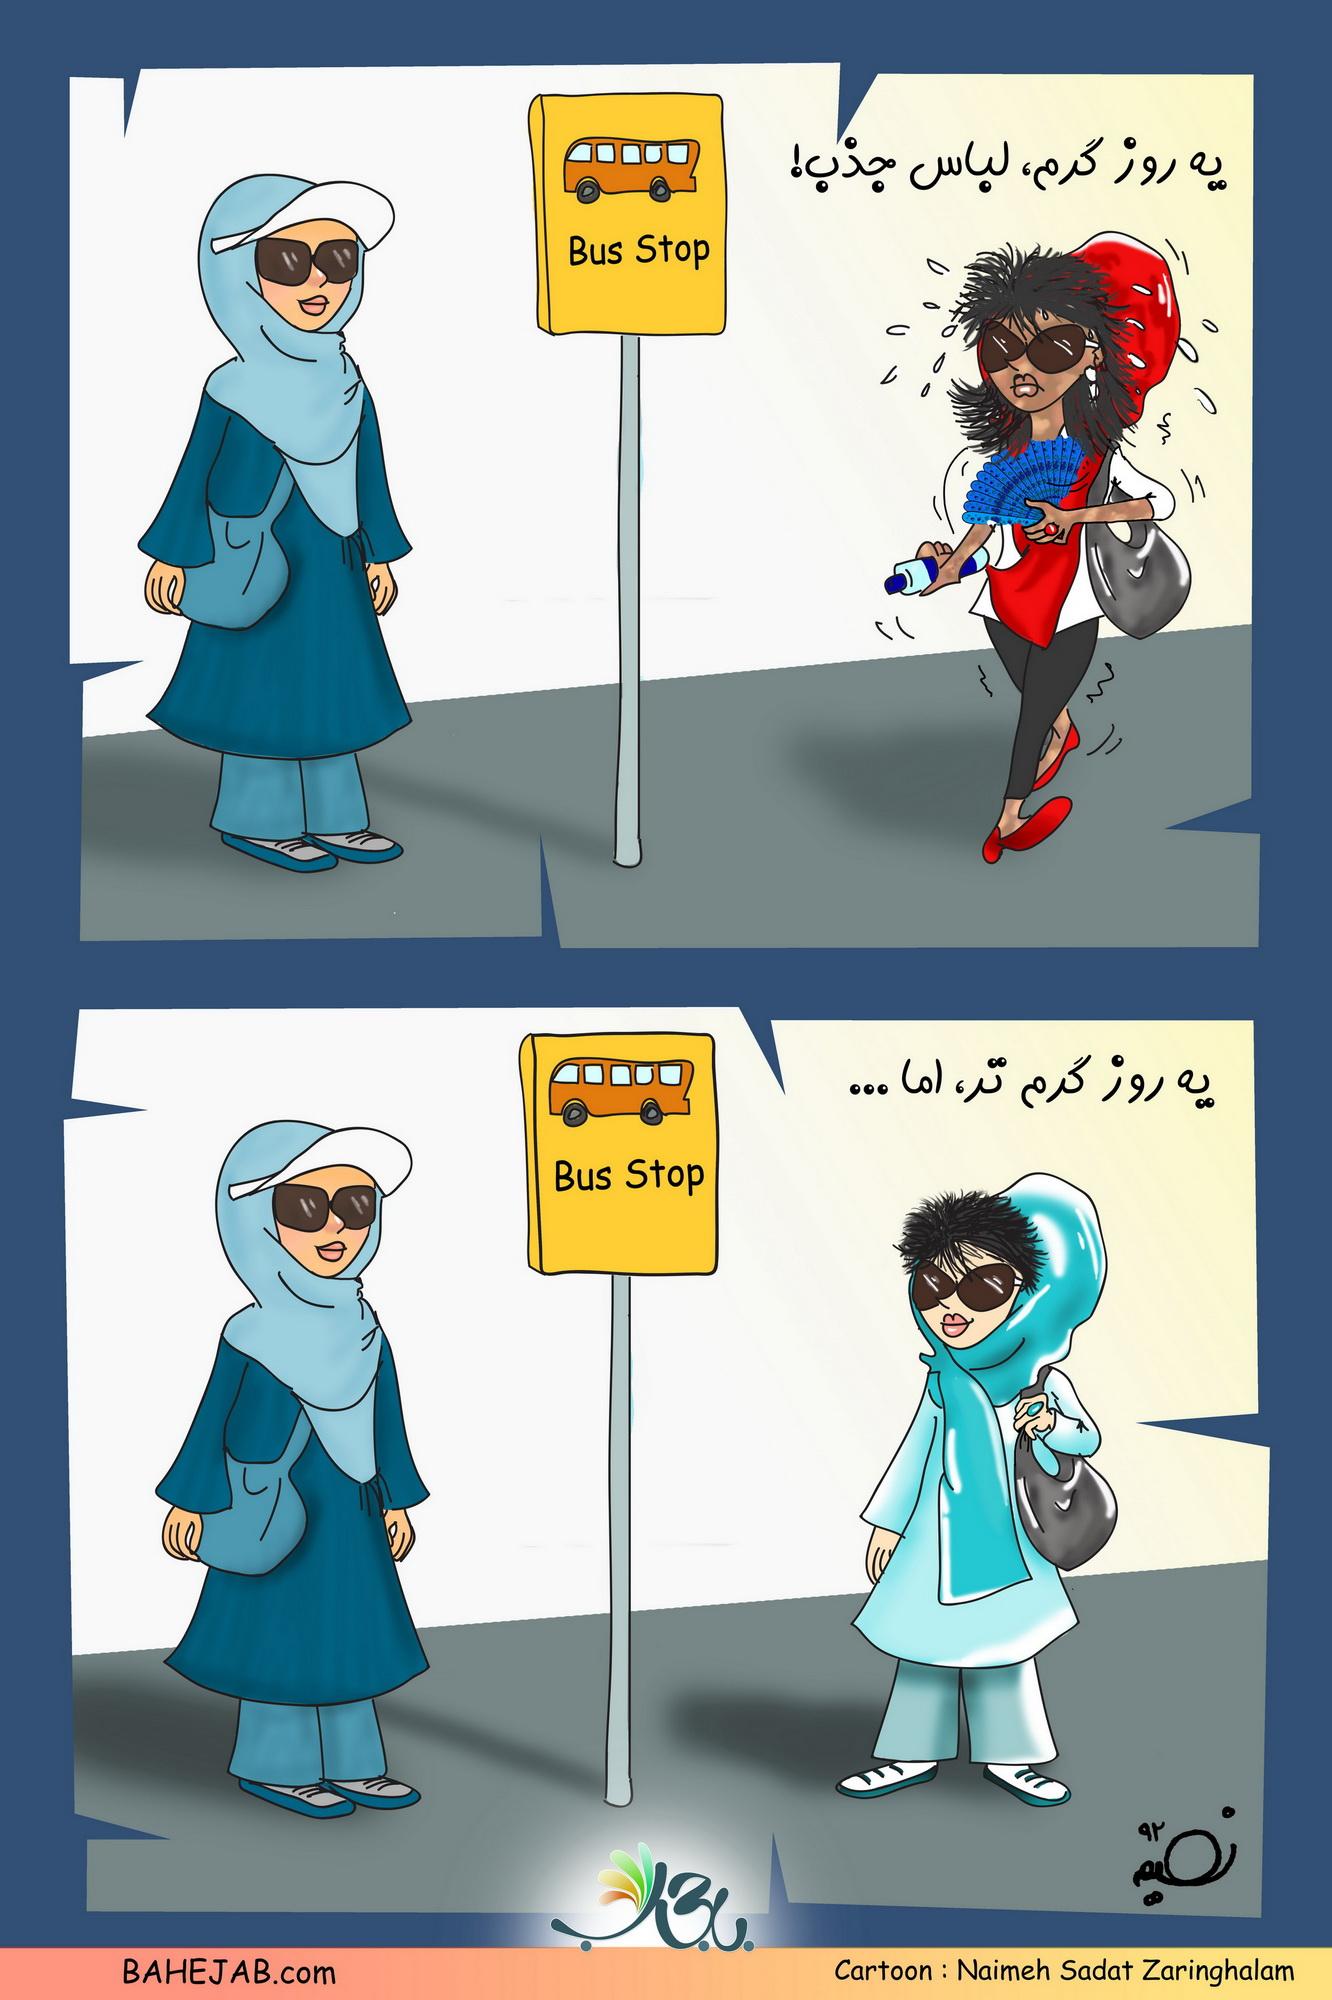 یه روز گرم، لباس جذب!
Bus Stop
یه روز گرم تر، اما ...
Bus Stop
۹۲
باحجاب
BAHEJAB.com
Cartoon : Naimeh Sadat Zaringhalam